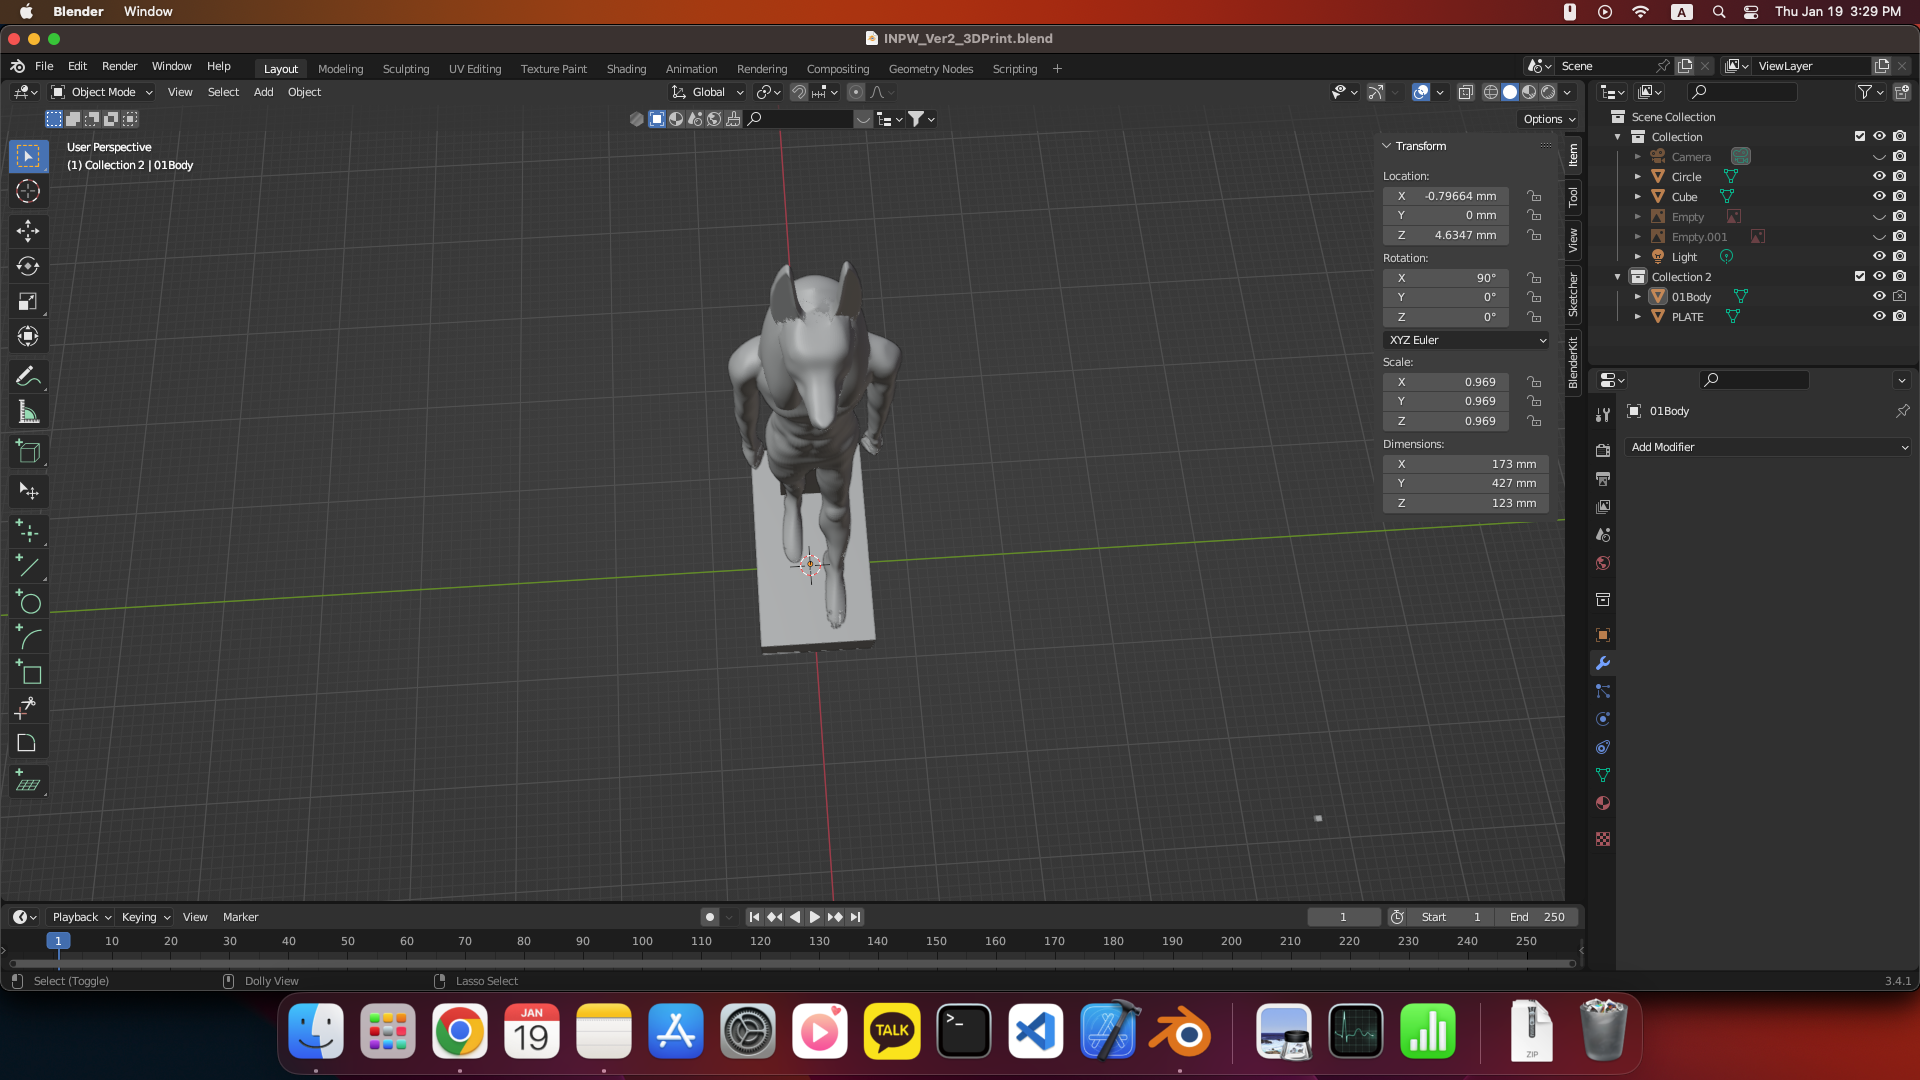 Blender Window
A
Thu Jan 19 3:29 PM
INPW_Ver2_3DPrint.blend
File Edit Render Window Help
Layout Modeling Sculpting UV Editing Texture Paint Shading Animation Rendering Compositing Geometry Nodes Scripting +
Scene
ViewLayer
Object Mode View Select Add Object
Global
Options
User Perspective
(1) Collection 2 | 01Body
Transform
Location:
X -0.79664 mm
Y 0 mm
Z 4.6347 mm
Rotation:
X 90°
Y 0°
Z 0°
XYZ Euler
Scale:
X 0.969
Y 0.969
Z 0.969
Dimensions:
X 173 mm
Y 427 mm
Z 123 mm
Item
Tool
View
Sketcher
BlenderKit
Scene Collection
Collection
Camera
Circle
Cube
Empty
Empty.001
Light
Collection 2
01Body
PLATE
01Body
Add Modifier
Playback Keying View Marker
1
Start 1
End 250
1 10 20 30 40 50 60 70 80 90 100 110 120 130 140 150 160 170 180 190 200 210 220 230 240 250
Select (Toggle)
Dolly View
Lasso Select
3.4.1
JAN
19
TALK
>_
ZIP